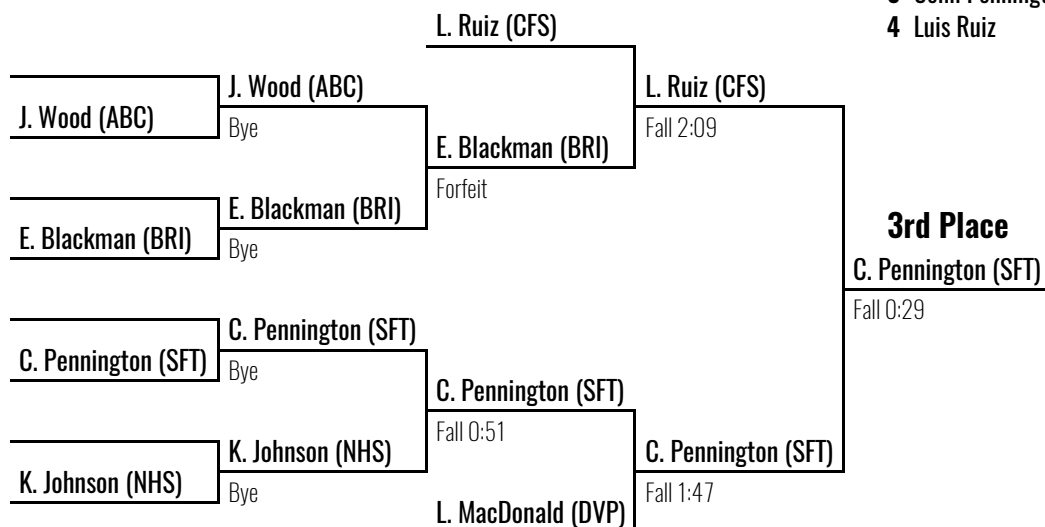 4 Luis Ruiz
L. Ruiz (CFS)
J. Wood (ABC)
L. Ruiz (CFS)
J. Wood (ABC)
Bye
Fall 2:09
E. Blackman (BRI)
Forfeit
E. Blackman (BRI)
3rd Place
E. Blackman (BRI)
Bye
C. Pennington (SFT)
Fall 0:29
C. Pennington (SFT)
C. Pennington (SFT)
Bye
C. Pennington (SFT)
Fall 0:51
K. Johnson (NHS)
C. Pennington (SFT)
K. Johnson (NHS)
Bye
Fall 1:47
L. MacDonald (DVP)